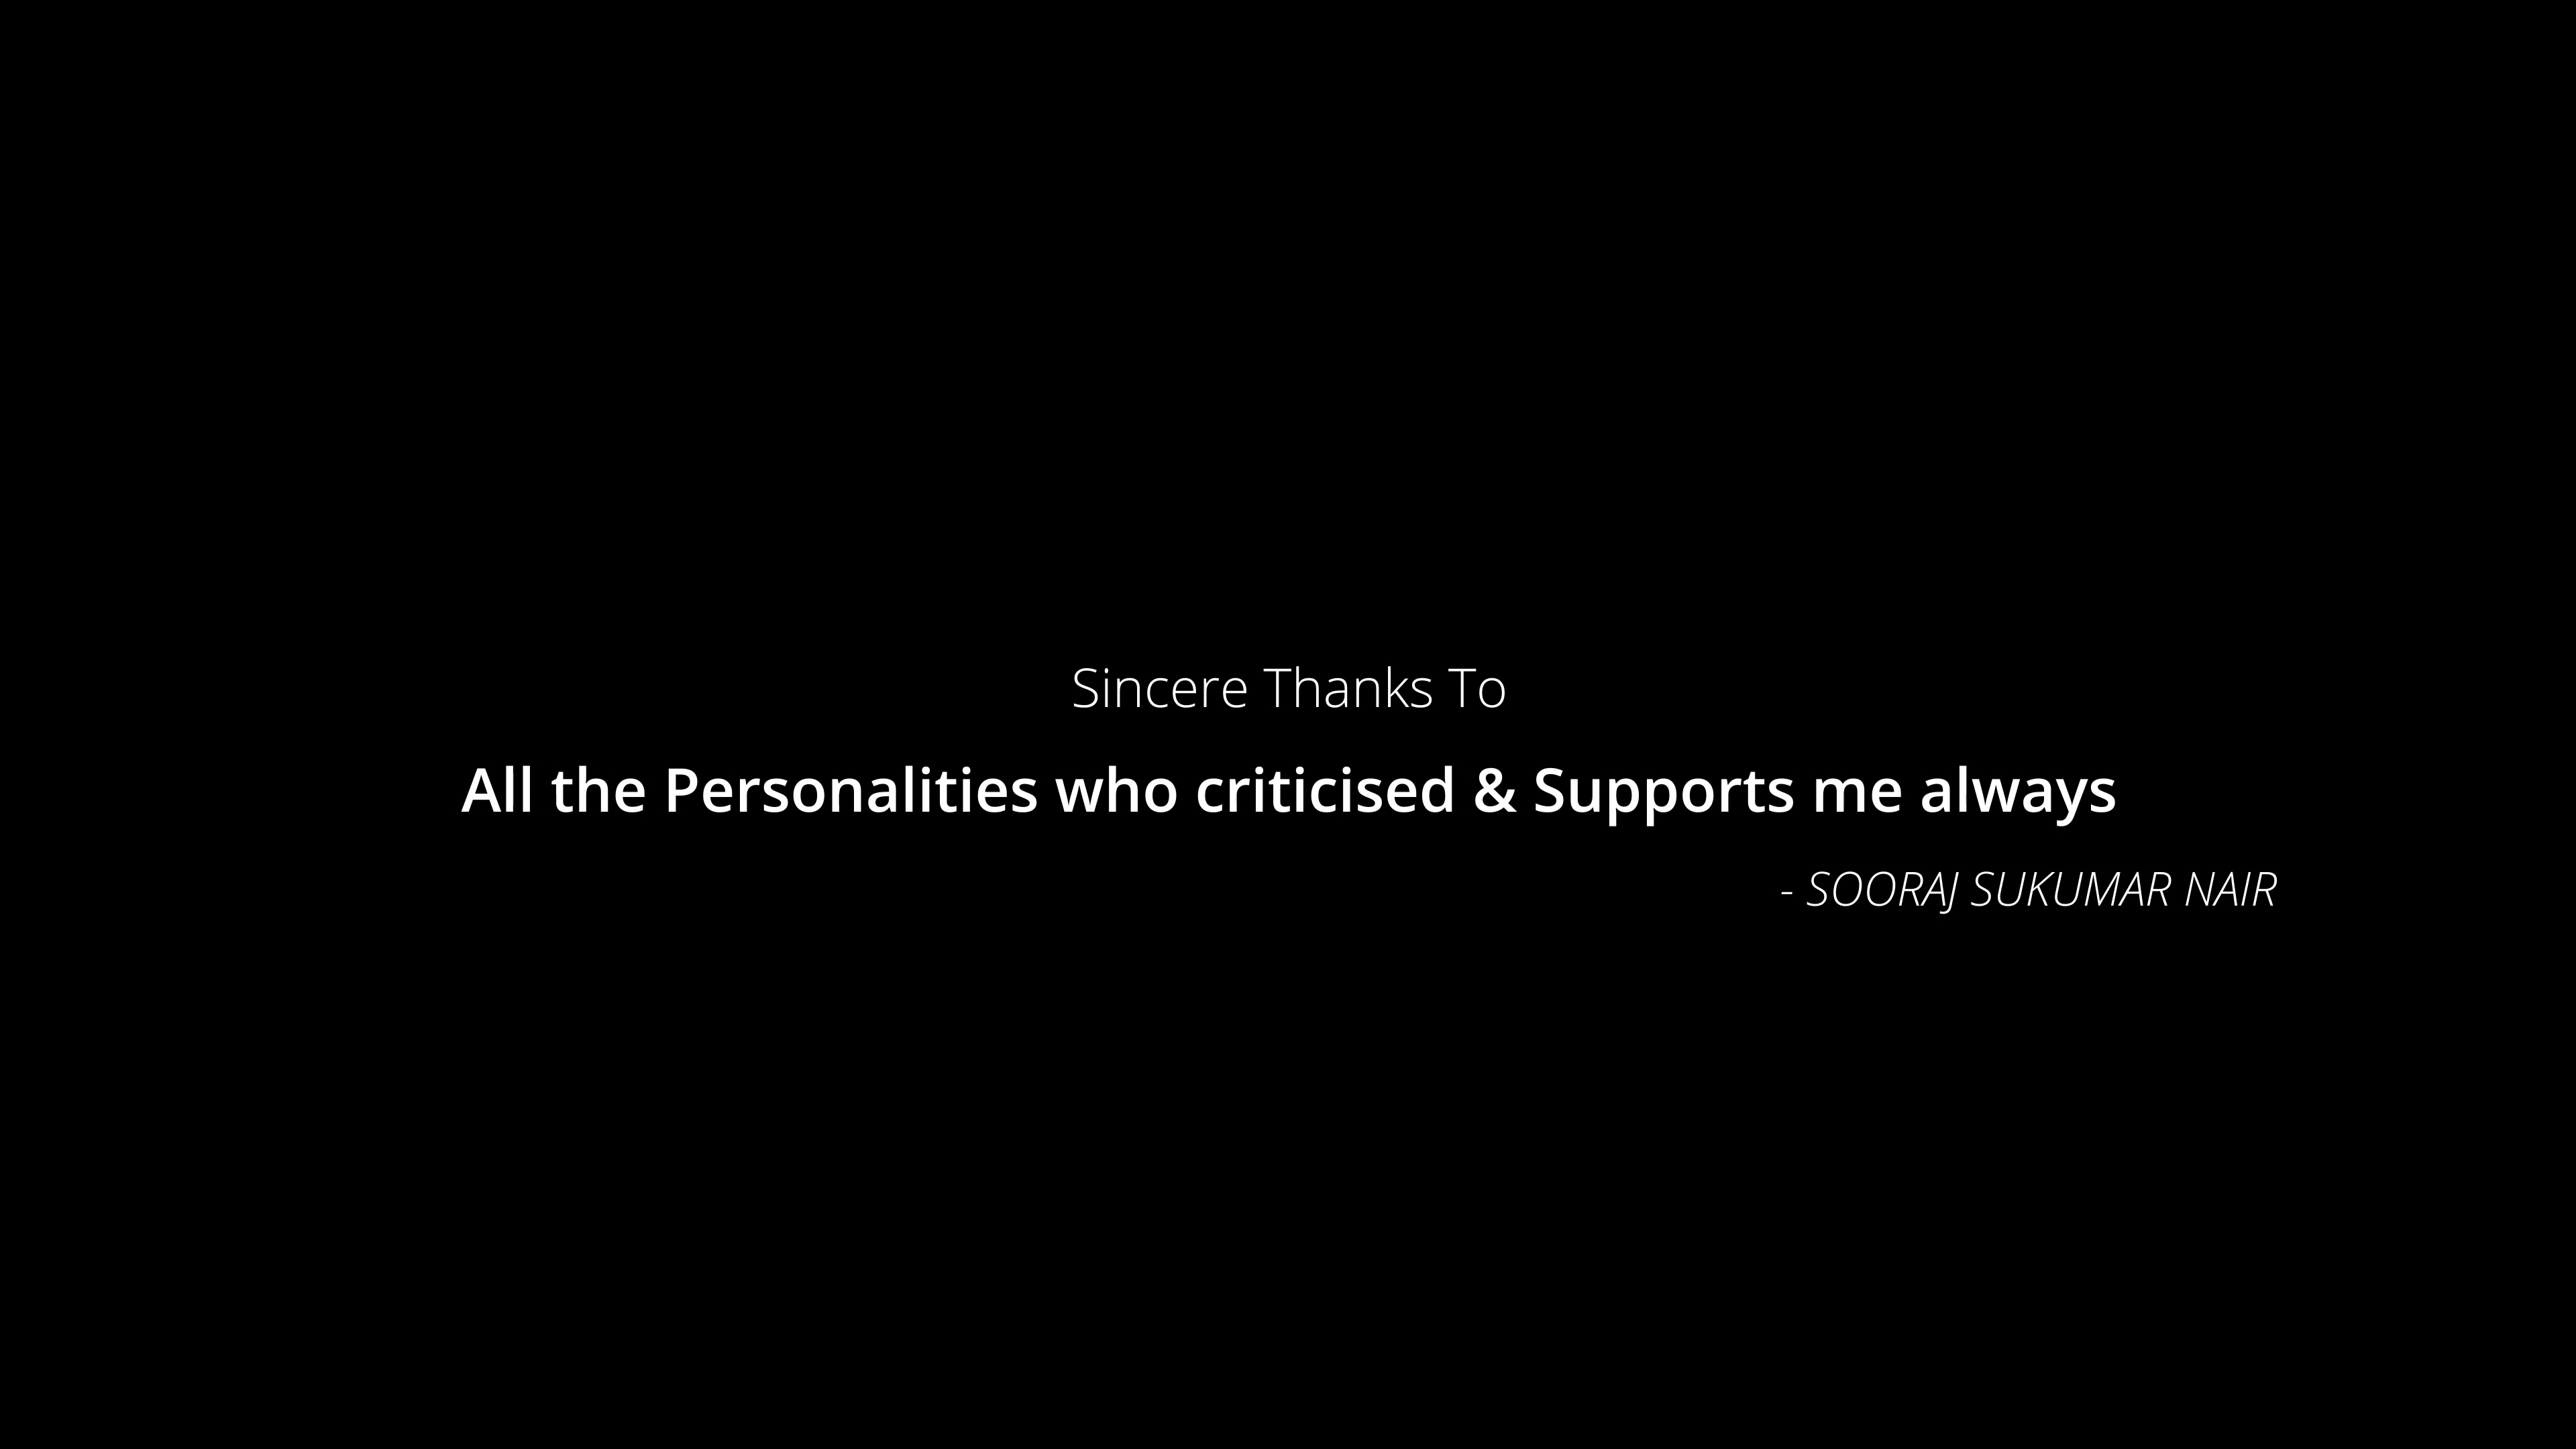 Sincere Thanks To
All the Personalities who criticised & Supports me always
- SOORAJ SUKUMAR NAIR